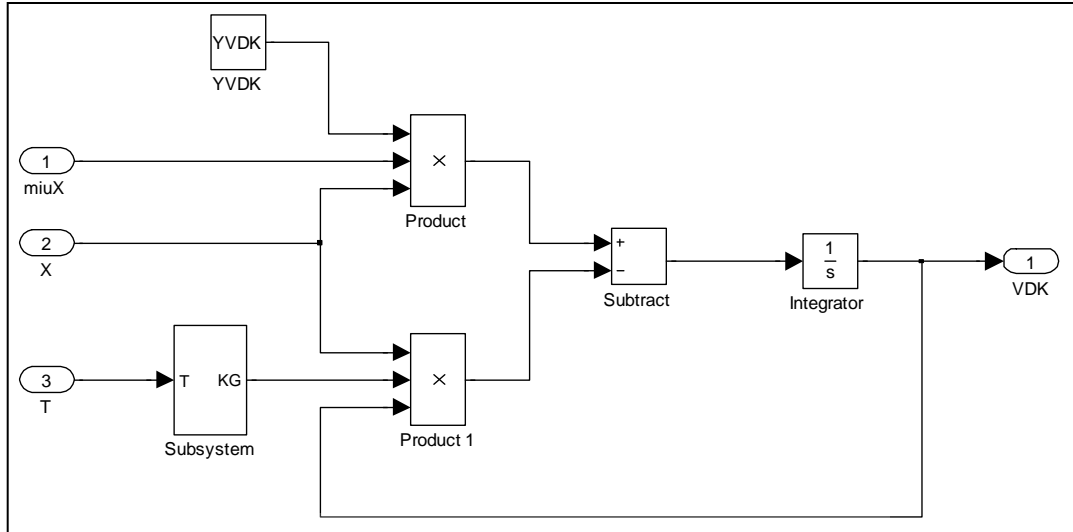 YVDK
YVDK
1
miuX
×
Product
2
X
+
−
Subtract
1
s
Integrator
1
VDK
3
T
T KG
Subsystem
×
Product 1